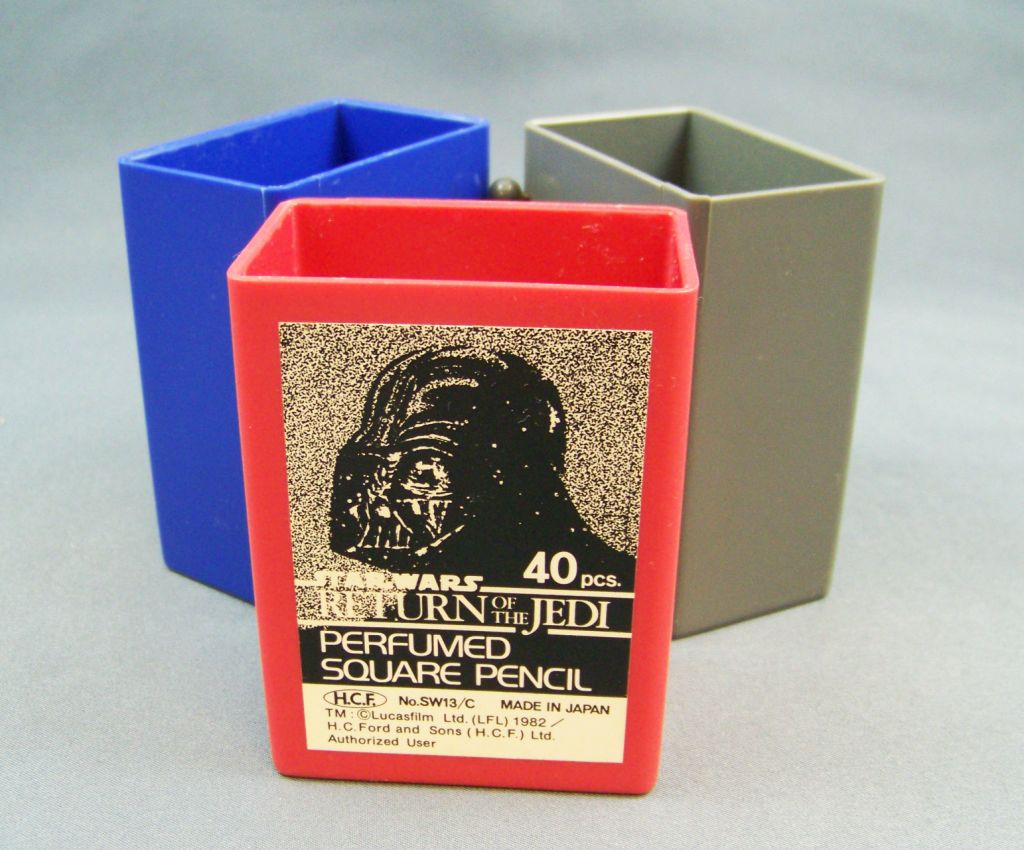 40 pcs.
STAR WARS
RETURN OF THE JEDI
PERFUMED
SQUARE PENCIL
H.C.F. No.SW13/C MADE IN JAPAN
TM : ©Lucasfilm Ltd. (LFL) 1982 /
H.C. Ford and Sons (H.C.F.) Ltd.
Authorized User